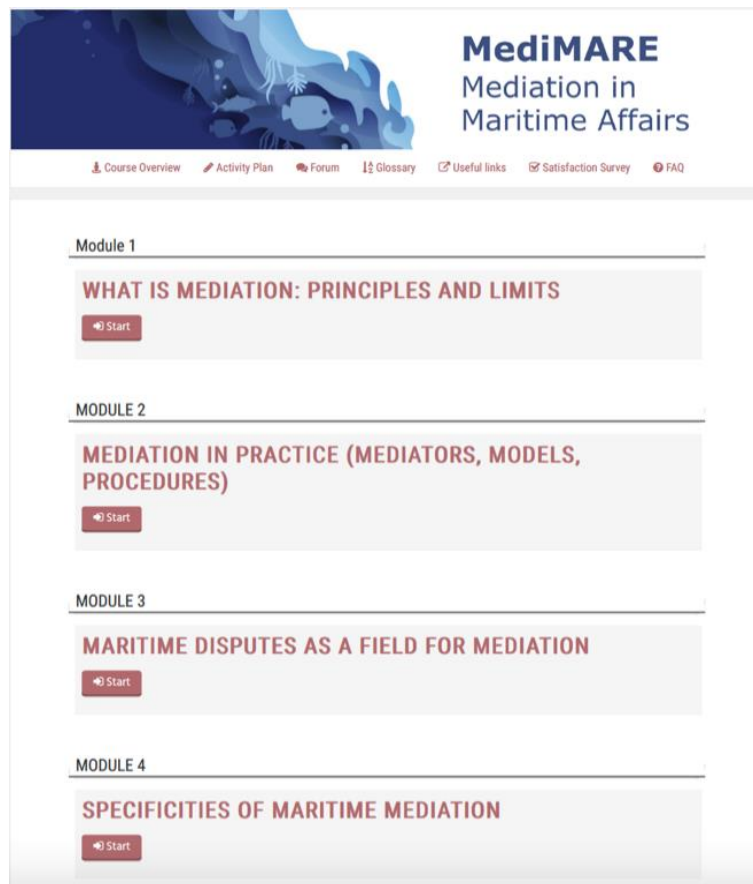 MediMARE
Mediation in
Maritime Affairs
Course Overview Activity Plan Forum Glossary Useful links Satisfaction Survey FAQ
Module 1
WHAT IS MEDIATION: PRINCIPLES AND LIMITS
Start
MODULE 2
MEDIATION IN PRACTICE (MEDIATORS, MODELS,
PROCEDURES)
Start
MODULE 3
MARITIME DISPUTES AS A FIELD FOR MEDIATION
Start
MODULE 4
SPECIFICITIES OF MARITIME MEDIATION
Start